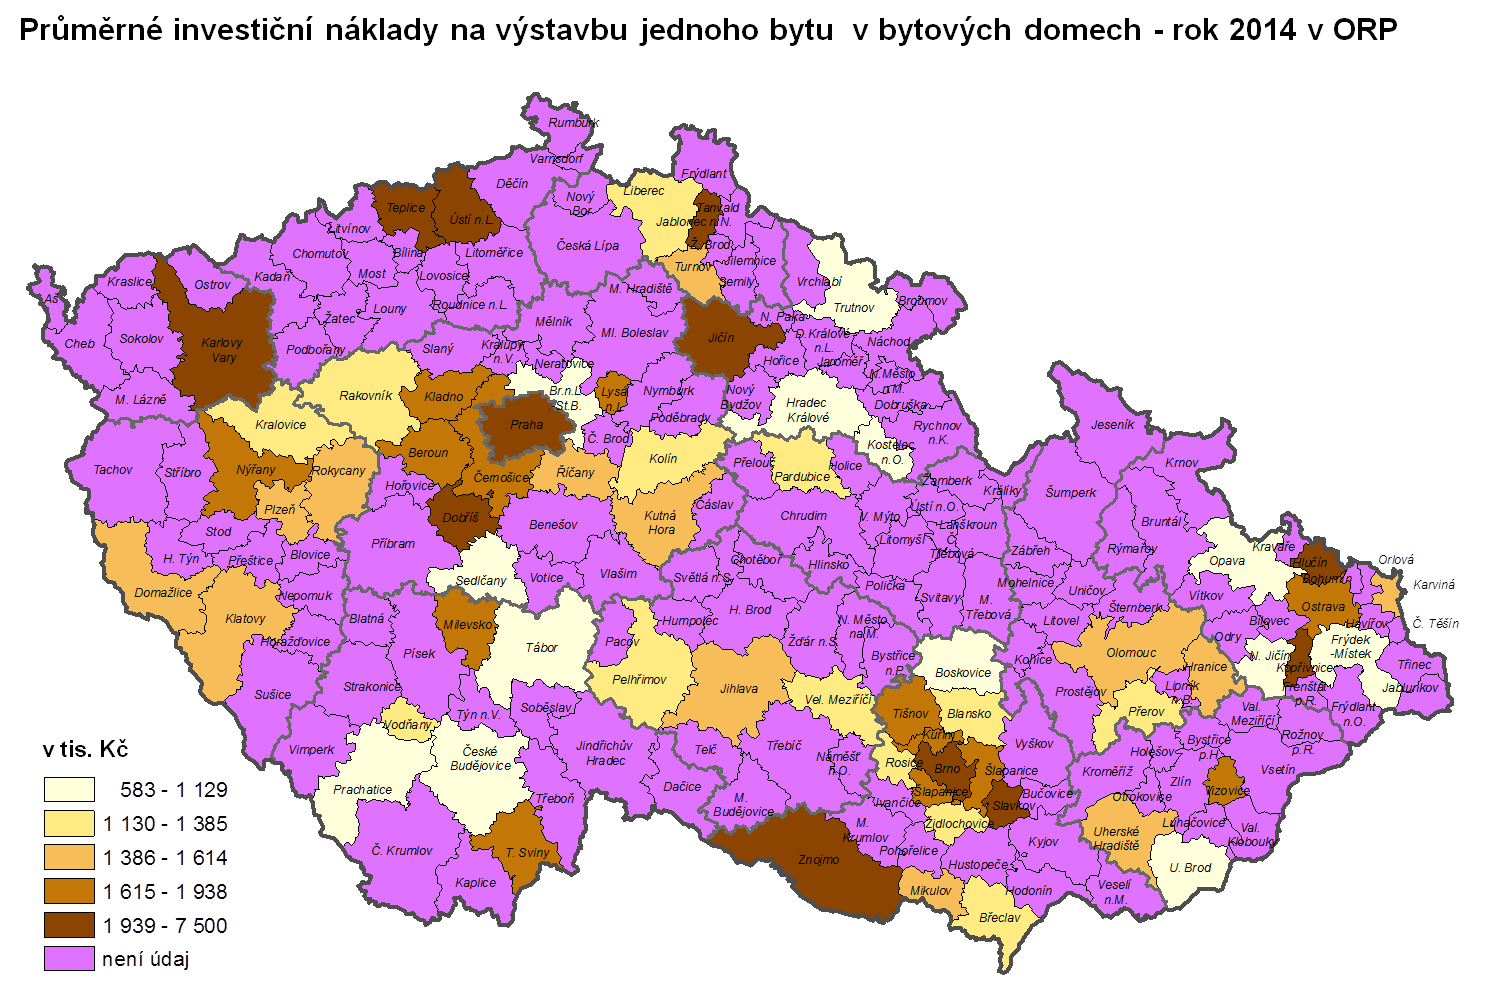 Průměrné investiční náklady na výstavbu jednoho bytu v bytových domech - rok 2014 v ORP
Rumburk
Varnsdorf
Děčín
Frýdlant
Nový
Bor
Liberec
Teplice
Ústí n.L.
Tanvald
Jablonec n.N.
Litvínov
Česká Lípa
Ž. Brod
Chomutov
Bílina
Litoměřice
Turnov
Jilemnice
Semily
Kraslice
Ostrov
Kadaň
Most
Lovosice
M. Hradiště
Vrchlabí
Aš
Trutnov
Broumov
Louny
Roudnice n.L.
Žatec
Mělník
Ml. Boleslav
N. Paka
Cheb
Sokolov
Karlovy
Vary
Podbořany
Slaný
Kralupy
n.V.
Jičín
D.Králové
n.L.
Náchod
Neratovice
Hořice
Jaroměř
N.Město
n.M.
M. Lázně
Rakovník
Kladno
Br.n.L.
-St.B.
Lysá
n.L.
Nymburk
Nový
Bydžov
Hradec
Králové
Dobruška
Kralovice
Praha
Poděbrady
Rychnov
n.K.
Jeseník
Č. Brod
Kostelec
n.O.
Tachov
Stříbro
Nýřany
Rokycany
Beroun
Kolín
Přelouč
Holice
Krnov
Hořovice
Černošice
Říčany
Pardubice
Žamberk
Králíky
Šumperk
Plzeň
Dobříš
Kutná
Hora
Čáslav
Chrudim
V. Mýto
Ústí n.O.
Lanškroun
Bruntál
Stod
Příbram
Benešov
Litomyšl
Č.
Třebová
Zábřeh
Rýmařov
H. Týn
Přeštice
Blovice
Opava
Kravaře
Hlučín
Bohumín
Orlová
Karviná
Sedlčany
Votice
Vlašim
Světlá n.S.
Chotěboř
Hlinsko
Polička
Svitavy
M.
Třebová
Mohelnice
Uničov
Šternberk
Vítkov
Ostrava
Domažlice
Klatovy
Nepomuk
Blatná
Milevsko
Humpolec
H. Brod
N. Město
na M.
Litovel
Bílovec
Havířov
Č. Těšín
Horažďovice
Písek
Tábor
Pacov
Žďár n.S.
Bystřice
n.P.
Boskovice
Konice
Olomouc
Odry
N. Jičín
Kopřivnice
Frýdek
-Místek
Třinec
Sušice
Strakonice
Pelhřimov
Jihlava
Vel. Meziříčí
Prostějov
Hranice
Lipník
n.B.
Frenštát
p.R.
Jablunkov
Frýdlant
n.O.
Vodňany
Týn n.V.
Soběslav
Tišnov
Blansko
Přerov
Val.
Meziříčí
Rožnov
p.R.
Vimperk
České
Budějovice
Jindřichův
Hradec
Telč
Třebíč
Náměšť
n.O.
Kuřim
Vyškov
Bystřice
p.H.
Holešov
Rosice
Brno
Šlapanice
Kroměříž
Vsetín
Prachatice
Třeboň
Dačice
M.
Budějovice
Ivančice
Šlapanice
Slavkov
Bučovice
Otrokovice
Zlín
Vizovice
Luhačovice
Židlochovice
M.
Krumlov
Uherské
Hradiště
Val.
Klobouky
Č. Krumlov
T. Sviny
Znojmo
Pohořelice
Hustopeče
Kyjov
U. Brod
Kaplice
Mikulov
Hodonín
Veselí
n.M.
Břeclav
v tis. Kč
583 - 1 129
1 130 - 1 385
1 386 - 1 614
1 615 - 1 938
1 939 - 7 500
není údaj